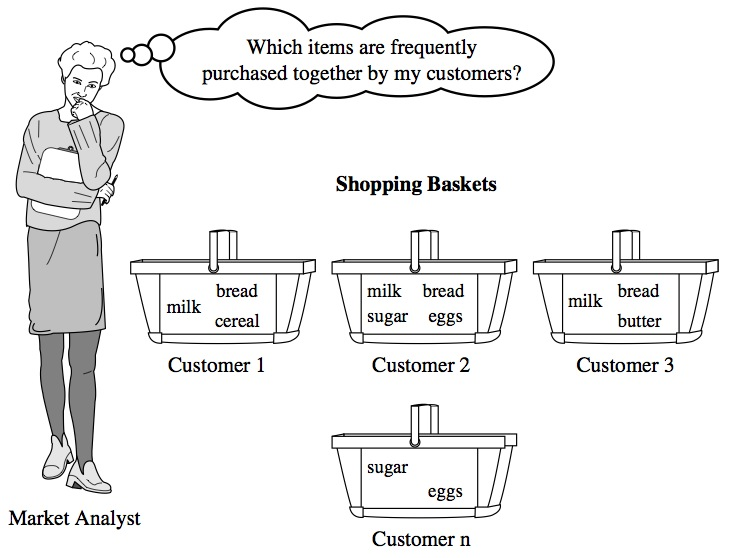 Which items are frequently
purchased together by my customers?
Shopping Baskets
milk bread
cereal
Customer 1
milk bread
sugar eggs
Customer 2
milk bread
butter
Customer 3
sugar
eggs
Customer n
Market Analyst